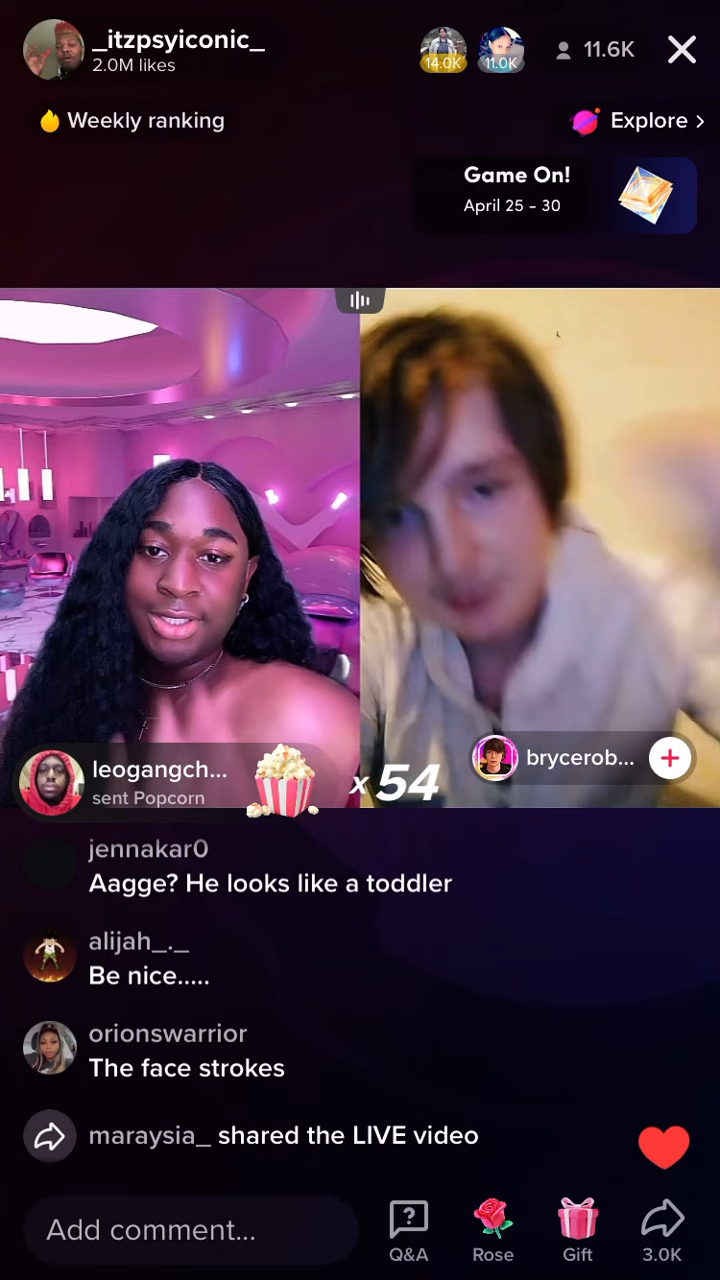 _itzpsyiconic_
2.0M likes
14.0K
11.0K
11.6K
Weekly ranking
Explore >
Game On!
April 25 - 30
leogangch...
sent Popcorn
x 54
brycerob...
jennakar0
Aagge? He looks like a toddler
alijah_._
Be nice.....
orionswarrior
The face strokes
maraysia_ shared the LIVE video
Add comment...
Q&A
Rose
Gift
3.0K